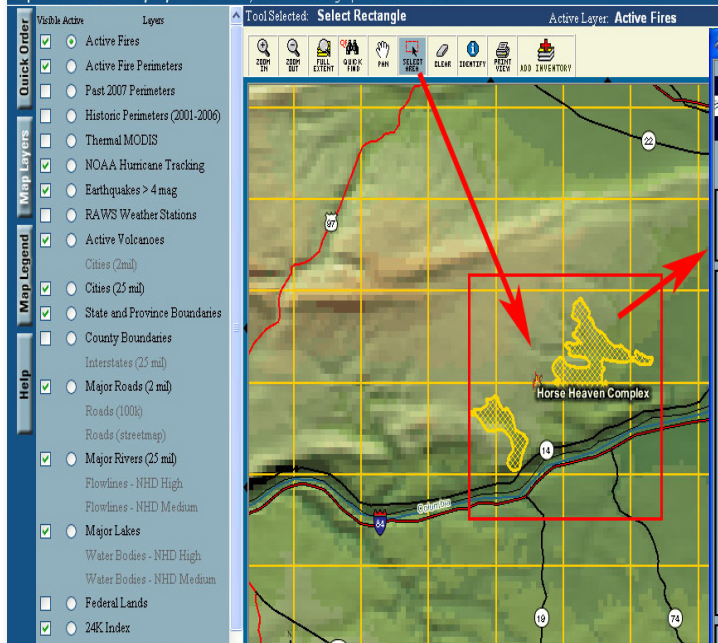 Tool Selected: Select Rectangle
Active Layer: Active Fires
ZOOM IN
ZOOM OUT
FULL EXTENT
QUICK FIND
PAN
SELECT AREA
CLEAR
IDENTIFY
PRINT VIEW
ADD INVENTORY
Quick Order
Map Layers
Map Legend
Help
Visible Active Layers
Active Fires
Active Fire Perimeters
Past 2007 Perimeters
Historic Perimeters (2001-2006)
Thermal MODIS
NOAA Hurricane Tracking
Earthquakes > 4 mag
RAWS Weather Stations
Active Volcanoes
Cities (2mil)
Cities (25 mil)
State and Province Boundaries
County Boundaries
Interstates (25 mil)
Major Roads (2 mil)
Roads (100k)
Roads (streetmap)
Major Rivers (25 mil)
Flowlines - NHD High
Flowlines - NHD Medium
Major Lakes
Water Bodies - NHD High
Water Bodies - NHD Medium
Federal Lands
24K Index
22
97
Horse Heaven Complex
14
Columbia
84
19
74